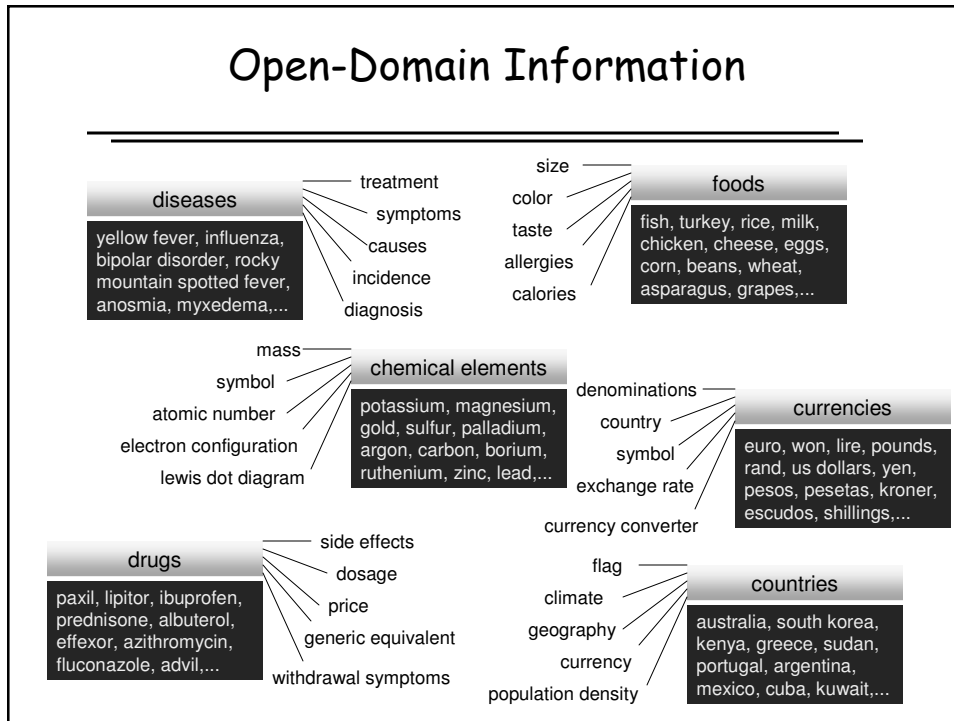 Open-Domain Information
diseases
yellow fever, influenza,
bipolar disorder, rocky
mountain spotted fever,
anosmia, myxedema,...
treatment
symptoms
causes
incidence
diagnosis
size
color
taste
allergies
calories
foods
fish, turkey, rice, milk,
chicken, cheese, eggs,
corn, beans, wheat,
asparagus, grapes,...
mass
symbol
atomic number
electron configuration
lewis dot diagram
chemical elements
potassium, magnesium,
gold, sulfur, palladium,
argon, carbon, borium,
ruthenium, zinc, lead,...
denominations
country
symbol
exchange rate
currency converter
currencies
euro, won, lire, pounds,
rand, us dollars, yen,
pesos, pesetas, kroner,
escudos, shillings,...
drugs
paxil, lipitor, ibuprofen,
prednisone, albuterol,
effexor, azithromycin,
fluconazole, advil,...
side effects
dosage
price
generic equivalent
withdrawal symptoms
flag
climate
geography
currency
population density
countries
australia, south korea,
kenya, greece, sudan,
portugal, argentina,
mexico, cuba, kuwait,...